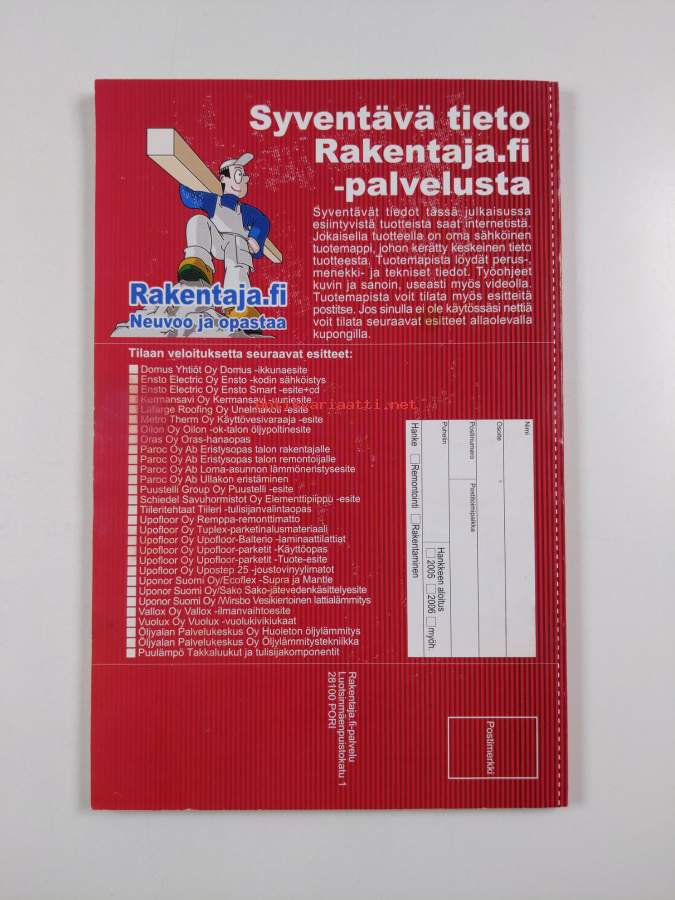 Syventävä tieto
Rakentaja.fi
-palvelusta
Syventävät tiedot tässä julkaisussa
esiintyvistä tuotteista saat internetistä.
Jokaisella tuotteella on oma sähköinen
tuotemappi, johon kerätty keskeinen tieto
tuotteesta. Tuotemapista löydät perus-,
menekki- ja tekniset tiedot. Työohjeet
kuvin ja sanoin, useasti myös videolla.
Tuotemapista voit tilata myös esitteitä
postitse. Jos sinulla ei ole käytössäsi nettiä
voit tilata seuraavat esitteet allaolevalla
kupongilla.
Rakentaja.fi
Neuvoo ja opastaa
Tilaan veloituksetta seuraavat esitteet:
Domus Yhtiöt Oy Domus -ikkunaesite
Ensto Electric Oy Ensto -kodin sähköistys
Ensto Electric Oy Ensto Smart -esite+cd
Kermansavi Oy Kermansavi -uuniesite
Lafarge Roofing Oy Unelmakoti -esite
Metro Therm Oy Käyttövesivaraaja -esite
Oilon Oy Oilon -ok-talon öljypoltinesite
Oras Oy Oras-hanaopas
Paroc Oy Ab Eristysopas talon rakentajalle
Paroc Oy Ab Eristysopas talon remontoijalle
Paroc Oy Ab Loma-asunnon lämmöneristysesite
Paroc Oy Ab Ullakon eristäminen
Puustelli Group Oy Puustelli -esite
Schiedel Savuhormistot Oy Elementtipiippu -esite
Tiileritehtaat Tiileri -tulisijanvalintaopas
Upofloor Oy Remppa-remonttimatto
Upofloor Oy Tuplex-parketinalusmateriaali
Upofloor Oy Upofloor-Balterio -laminaattilattiat
Upofloor Oy Upofloor-parketit -Käyttöopas
Upofloor Oy Upofloor-parketit -Tuote-esite
Upofloor Oy Upostep 25 -joustovinyylimatot
Uponor Suomi Oy/Ecoflex -Supra ja Mantle
Uponor Suomi Oy/Sako Sako-jätevedenkäsittelyesite
Uponor Suomi Oy /Wirsbo Vesikiertoinen lattialämmitys
Vallox Oy Vallox -ilmanvaihtoesite
Vuolux Oy Vuolux -vuolukivikiukaat
Öljyalan Palvelukeskus Oy Huoleton öljylämmitys
Öljyalan Palvelukeskus Oy Öljylämmitystekniikka
Puulämpö Takkaluukut ja tulisijakomponentit
Nimi
Osoite
Postinumero
Postitoimipaikka
Puhelin
Hanke
Remontointi
Rakentaminen
Hankkeen aloitus
2005
2006
myöh.
Rakentaja.fi-palvelu
Luotsinmäenpuistokatu 1
28100 PORI
Postimerkki